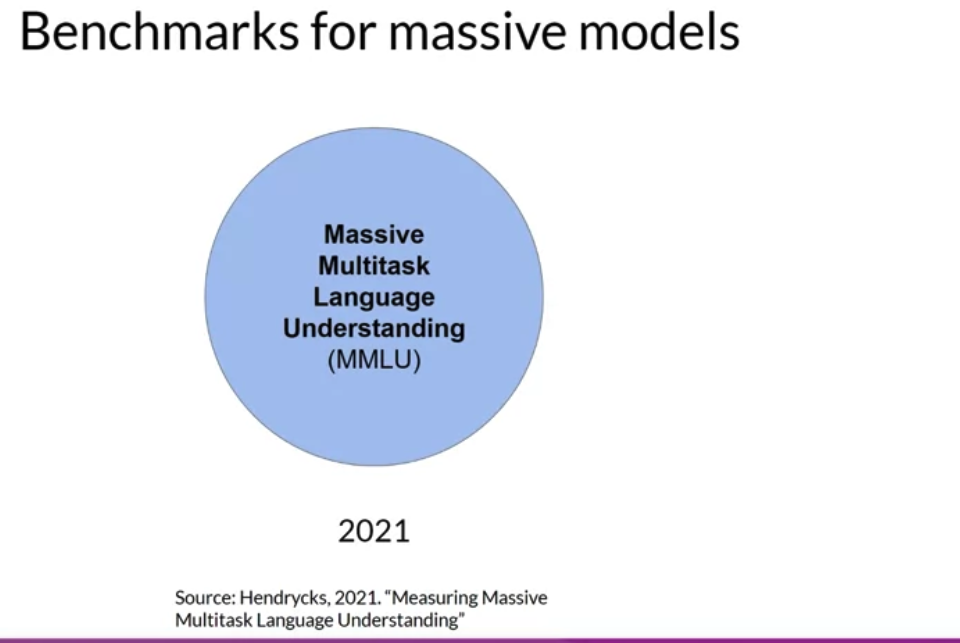 Benchmarks for massive models
Massive
Multitask
Language
Understanding
(MMLU)
2021
Source: Hendrycks, 2021. “Measuring Massive
Multitask Language Understanding”